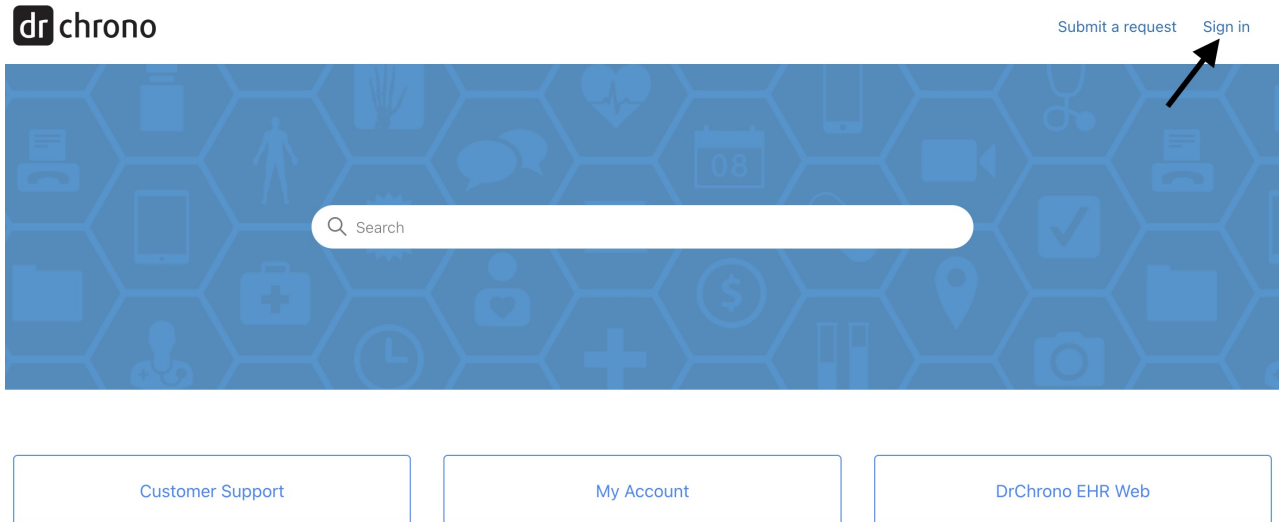 dr chrono
Submit a request Sign in
08
Search
$
Customer Support My Account DrChrono EHR Web